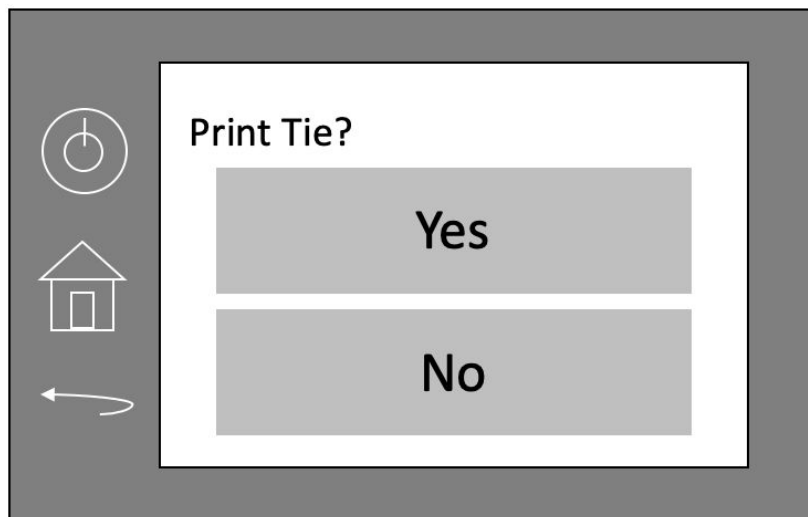 Print Tie?
Yes
No